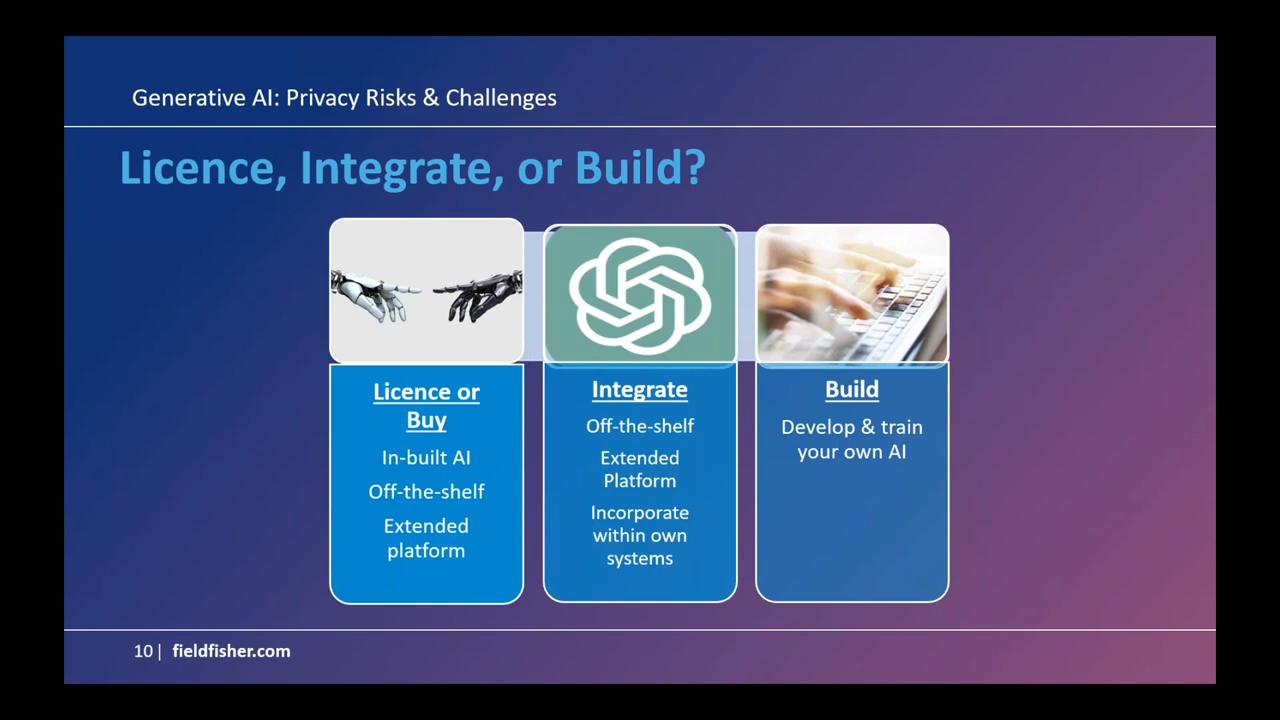 Generative AI: Privacy Risks & Challenges
Licence, Integrate, or Build?
Licence or
Buy
In-built AI
Off-the-shelf
Extended
platform
Integrate
Off-the-shelf
Extended
Platform
Incorporate
within own
systems
Build
Develop & train
your own AI
10 | fieldfisher.com